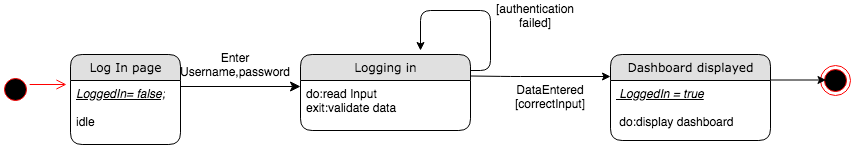 [authentication
failed]
Log In page
LoggedIn= false;
idle
Enter
Username,password
Logging in
do:read Input
exit:validate data
DataEntered
[correctInput]
Dashboard displayed
LoggedIn = true
do:display dashboard